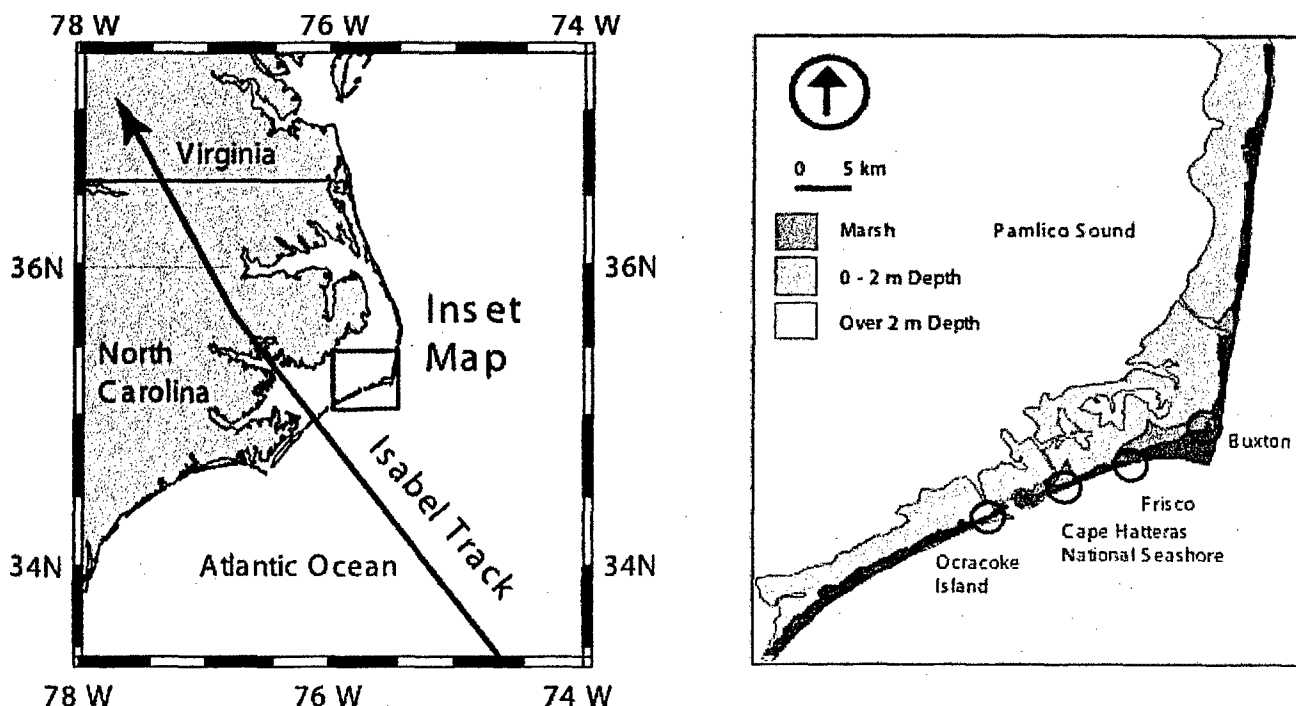 78 W 76 W 74 W
Virginia
36N 36N
Inset
Map
North
Carolina
Isabel Track
Atlantic Ocean
34N 34N
78 W 76 W 74 W
0 5 km
Marsh
Pamlico Sound
0 - 2 m Depth
Over 2 m Depth
Buxton
Frisco
Cape Hatteras
National Seashore
Ocracoke
Island